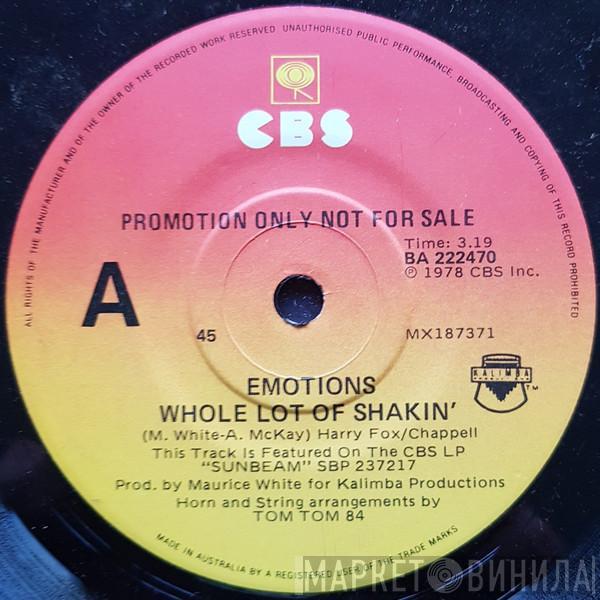 ALL RIGHTS OF THE MANUFACTURER AND OF THE OWNER OF THE RECORDED WORK RESERVED UNAUTHORISED PUBLIC PERFORMANCE, BROADCASTING AND COPYING OF THIS RECORD PROHIBITED
CBS
PROMOTION ONLY NOT FOR SALE
Time: 3.19
BA 222470
℗ 1978 CBS Inc.
A
45
MX187371
KALIMBA
TM
EMOTIONS
WHOLE LOT OF SHAKIN'
(M. White-A. McKay) Harry Fox/Chappell
This Track Is Featured On The CBS LP
"SUNBEAM" SBP 237217
Prod. by Maurice White for Kalimba Productions
Horn and String arrangements by
TOM TOM 84
MADE IN AUSTRALIA BY A REGISTERED USER OF THE TRADE MARKS
МАРКЕТ ВИНИЛА